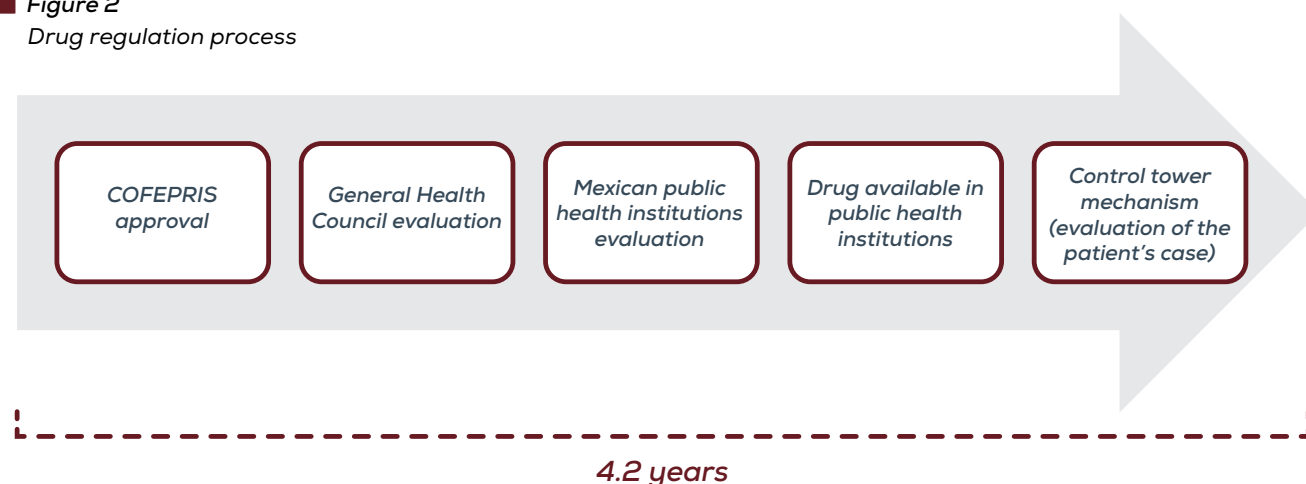 Figure 2
Drug regulation process
COFEPRIS
approval
General Health
Council evaluation
Mexican public
health institutions
evaluation
Drug available in
public health
institutions
Control tower
mechanism
(evaluation of the
patient's case)
4.2 years